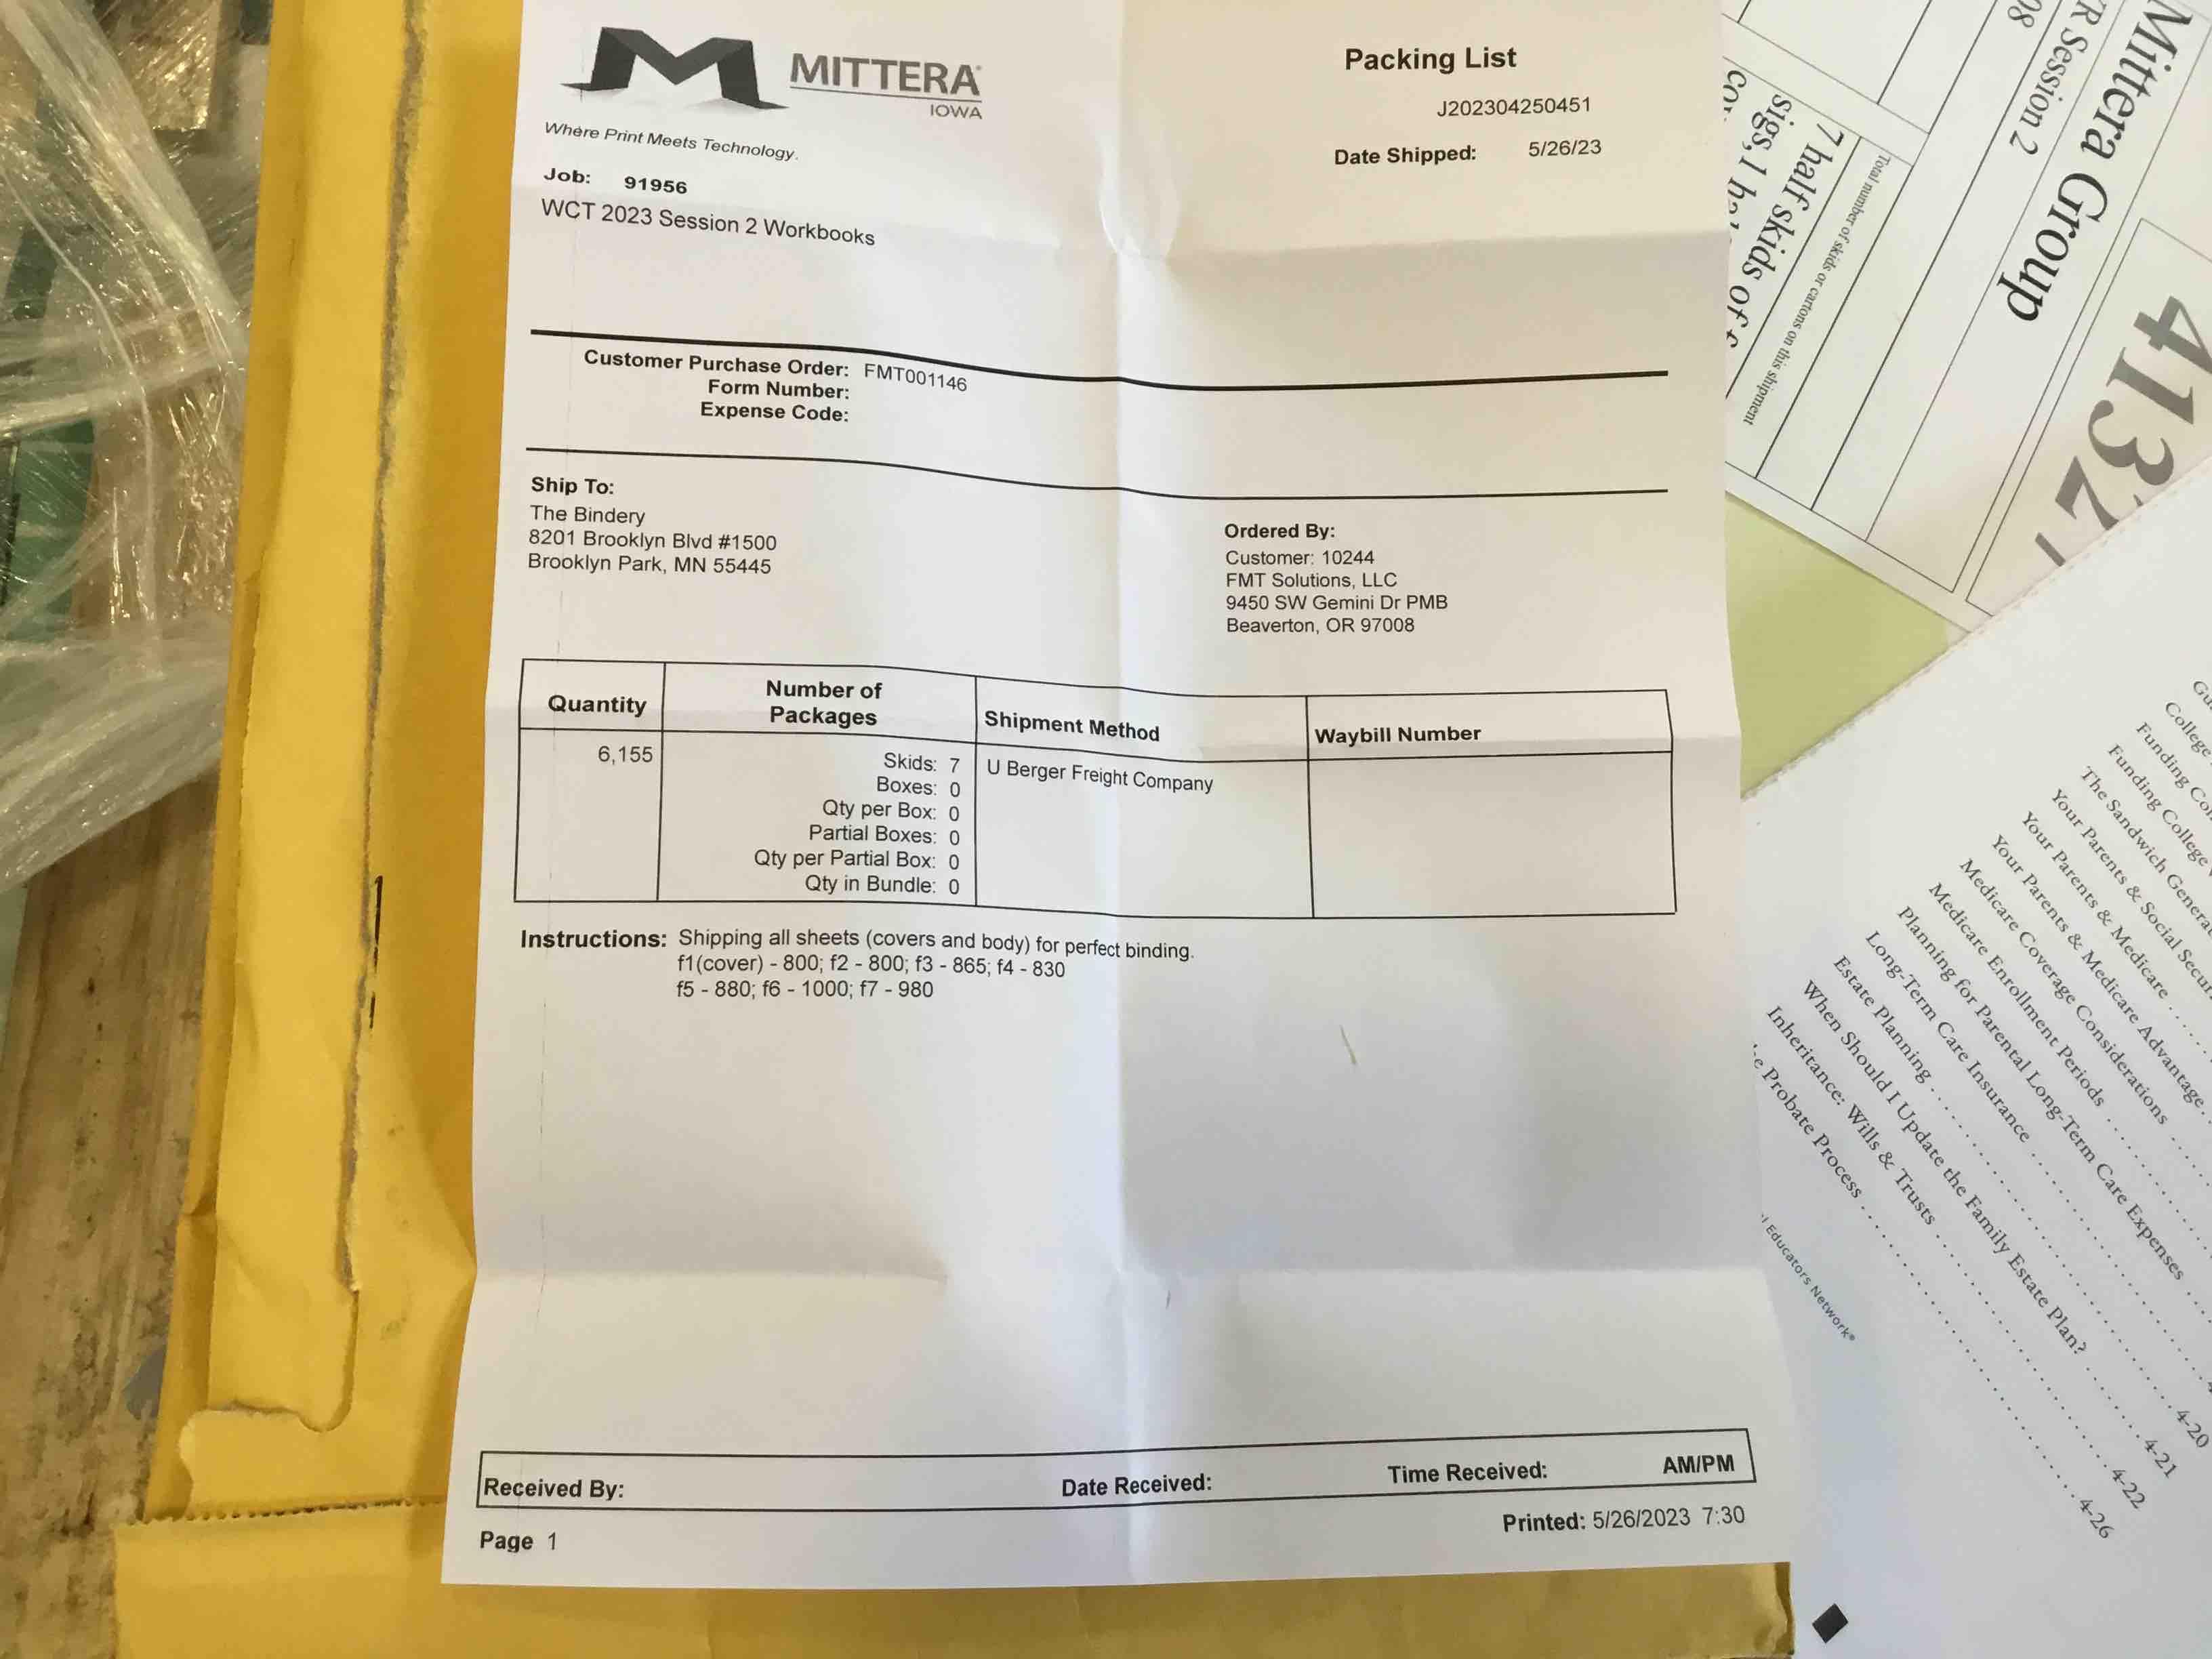 MITTERA
IOWA
Where Print Meets Technology.
Packing List
J202304250451
Date Shipped: 5/26/23
Job: 91956
WCT 2023 Session 2 Workbooks
Customer Purchase Order: FMT001146
Form Number:
Expense Code:
Ship To:
The Bindery
8201 Brooklyn Blvd #1500
Brooklyn Park, MN 55445
Ordered By:
Customer: 10244
FMT Solutions, LLC
9450 SW Gemini Dr PMB
Beaverton, OR 97008
Quantity Number of Packages Shipment Method Waybill Number
6,155 Skids: 7 U Berger Freight Company
Boxes: 0
Qty per Box: 0
Partial Boxes: 0
Qty per Partial Box: 0
Qty in Bundle: 0
Instructions: Shipping all sheets (covers and body) for perfect binding.
f1(cover) - 800; f2 - 800; f3 - 865; f4 - 830
f5 - 880; f6 - 1000; f7 - 980
Received By: Date Received: Time Received: AM/PM
Printed: 5/26/2023 7:30
Page 1
Mittera Group
Session 2
Total number of skids or cartons on this shipment
7 half skids of
sigs, 1
College
Funding
Funding College
The Sandwich
Your Parents & Social
Your Parents & Medicare
Your Parents & Medicare Advantage
Medicare Coverage Considerations
Medicare Enrollment Periods
Planning for Parental Long-Term Care Expenses
Long-Term Care Insurance
Estate Planning
When Should I Update the Family Estate Plan?
Inheritance: Wills & Trusts
Probate Process
4-20
4-21
4-22
4-26
Educators Network®